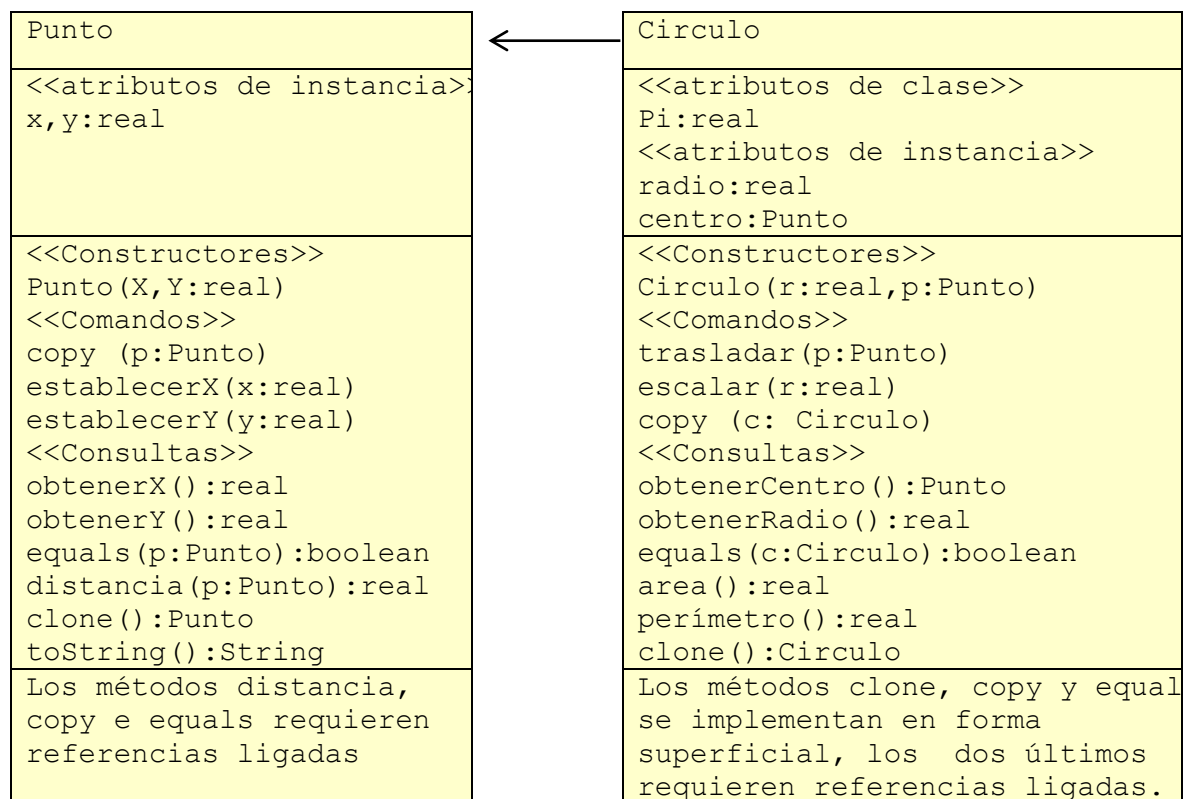 Punto
<<atributos de instancia>>
x,y:real
<<Constructores>>
Punto(X,Y:real)
<<Comandos>>
copy (p:Punto)
establecerX(x:real)
establecerY(y:real)
<<Consultas>>
obtenerX():real
obtenerY():real
equals(p:Punto):boolean
distancia(p:Punto):real
clone():Punto
toString():String
Los métodos distancia,
copy e equals requieren
referencias ligadas
Circulo
<<atributos de clase>>
Pi:real
<<atributos de instancia>>
radio:real
centro:Punto
<<Constructores>>
Circulo(r:real,p:Punto)
<<Comandos>>
trasladar(p:Punto)
escalar(r:real)
copy (c: Circulo)
<<Consultas>>
obtenerCentro():Punto
obtenerRadio():real
equals(c:Circulo):boolean
area():real
perímetro():real
clone():Circulo
Los métodos clone, copy y equal
se implementan en forma
superficial, los dos últimos
requieren referencias ligadas.